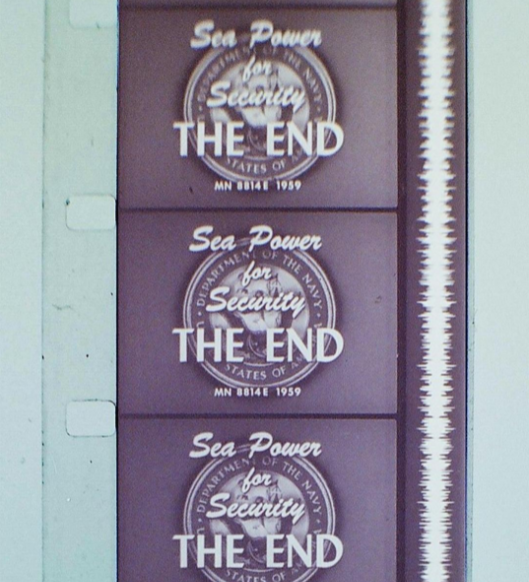 Sea Power
for
Security
THE END
DEPARTMENT OF THE NAVY
STATES OF
MN 8814E 1959
Sea Power
for
Security
THE END
DEPARTMENT OF THE NAVY
STATES OF
MN 8814E 1959
Sea Power
for
Security
THE END
DEPARTMENT OF THE NAVY
STATES OF